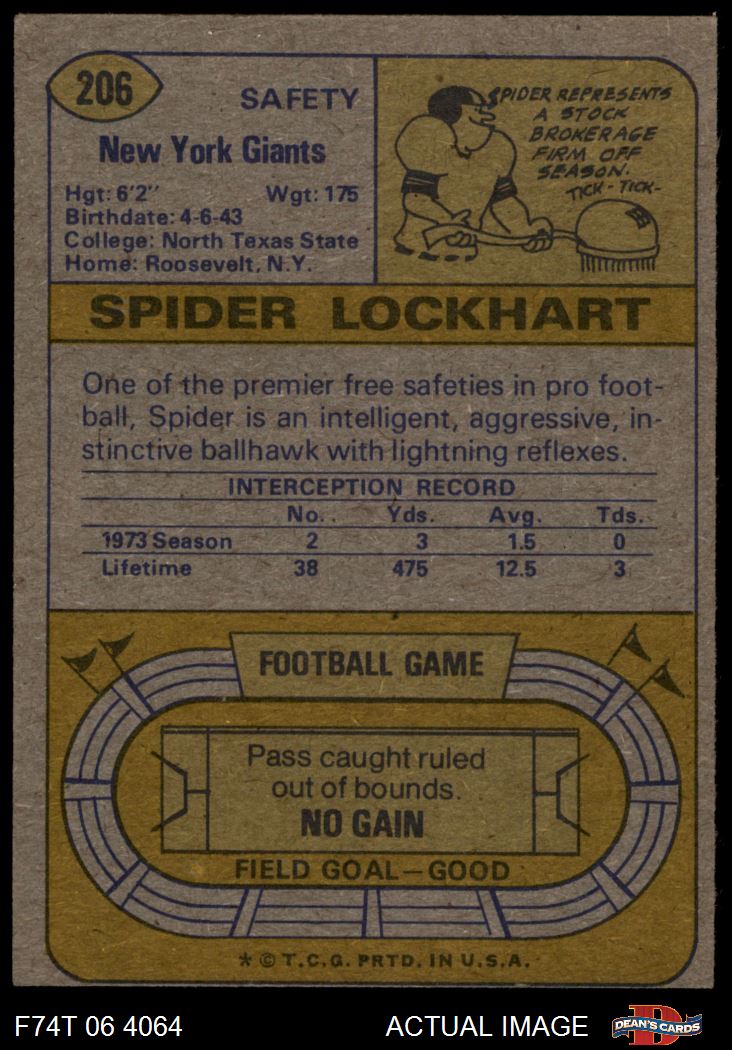 206
SAFETY
New York Giants
Hgt: 6'2" Wgt: 175
Birthdate: 4-6-43
College: North Texas State
Home: Roosevelt, N.Y.
SPIDER REPRESENTS
A STOCK
BROKERAGE
FIRM OFF
SEASON.
TICK - TICK-
SPIDER LOCKHART
One of the premier free safeties in pro foot-
ball, Spider is an intelligent, aggressive, in-
stinctive ballhawk with lightning reflexes.
INTERCEPTION RECORD
No. Yds. Avg. Tds.
1973 Season 2 3 1.5 0
Lifetime 38 475 12.5 3
FOOTBALL GAME
Pass caught ruled
out of bounds.
NO GAIN
FIELD GOAL—GOOD
* © T.C.G. PRTD. IN U.S.A.
F74T 06 4064 ACTUAL IMAGE D DEAN'S CARDS